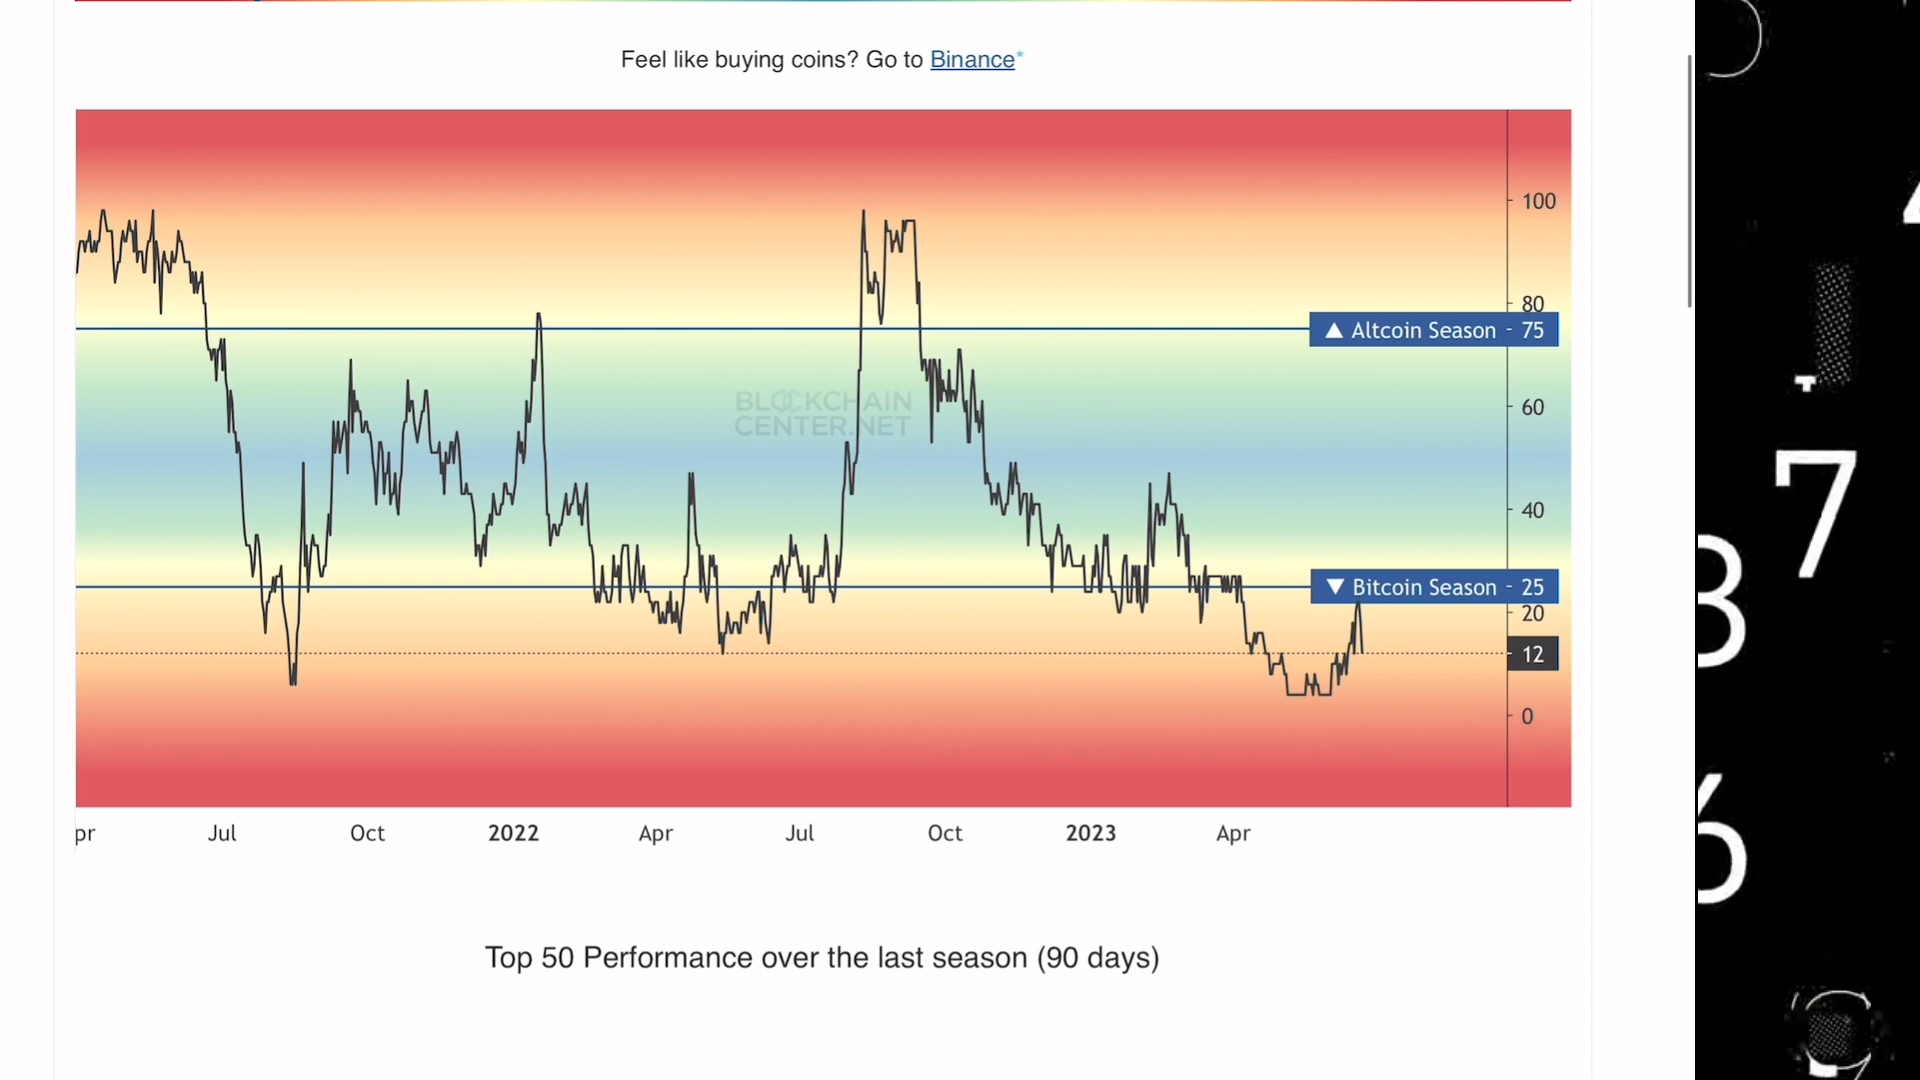 Feel like buying coins? Go to Binance*
100
80
▲ Altcoin Season - 75
BLOCKCHAIN
CENTER.NET
60
40
▼ Bitcoin Season - 25
20
12
0
pr Jul Oct 2022 Apr Jul Oct 2023 Apr
Top 50 Performance over the last season (90 days)
7
3
6